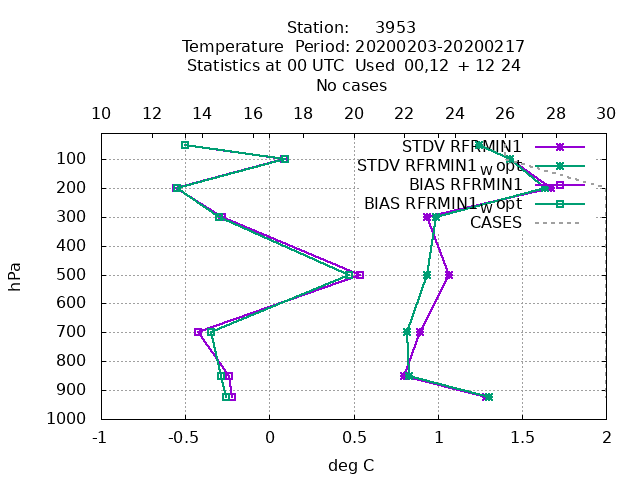 Station: 3953
Temperature Period: 20200203-20200217
Statistics at 00 UTC Used 00,12 + 12 24
No cases
10 12 14 16 18 20 22 24 26 28 30
STDV RFRMIN1
STDV RFRMIN1_W opt
BIAS RFRMIN1
BIAS RFRMIN1_W opt
CASES
hPa
100
200
300
400
500
600
700
800
900
1000
-1 -0.5 0 0.5 1 1.5 2
deg C